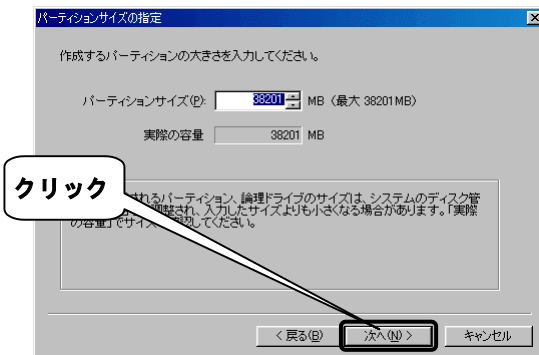 パーティションサイズの指定
作成するパーティションの大きさを入力してください。
パーティションサイズ(P): 38201 MB (最大 38201MB)
実際の容量 38201 MB
クリック
されるパーティション、論理ドライブのサイズは、システムのディスク管
調整され、入力したサイズよりも小さくなる場合があります。「実際
の容量」でサイズを確認してください。
< 戻る(B) 次へ(N) > キャンセル